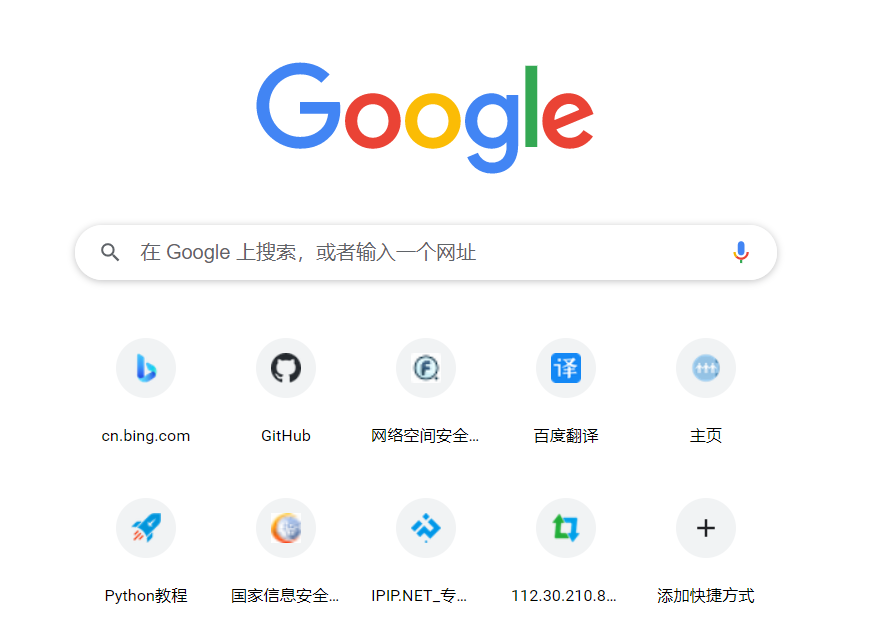 Google
在 Google 上搜索，或者输入一个网址
译
cn.bing.com
GitHub
网络空间安全...
百度翻译
主页
Python教程
国家信息安全...
IPIP.NET_专...
112.30.210.8...
添加快捷方式